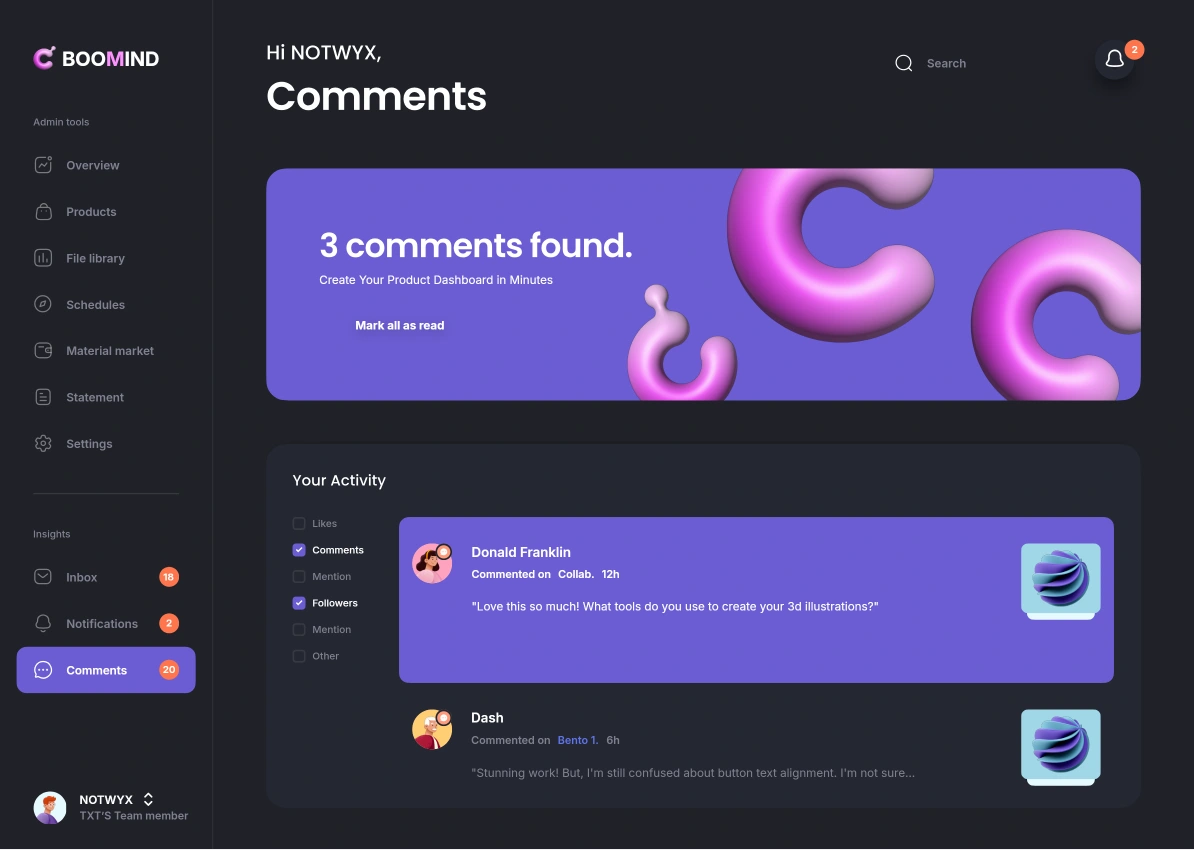 BOOMIND
Admin tools
Overview
Products
File library
Schedules
Material market
Statement
Settings
Insights
Inbox 18
Notifications 2
Comments 20
NOTWYX
TXT'S Team member
Hi NOTWYX,
Comments
Search
2
3 comments found.
Create Your Product Dashboard in Minutes
Mark all as read
Your Activity
Likes
Comments
Mention
Followers
Mention
Other
Donald Franklin
Commented on Collab. 12h
"Love this so much! What tools do you use to create your 3d illustrations?"
Dash
Commented on Bento 1. 6h
"Stunning work! But, I'm still confused about button text alignment. I'm not sure...